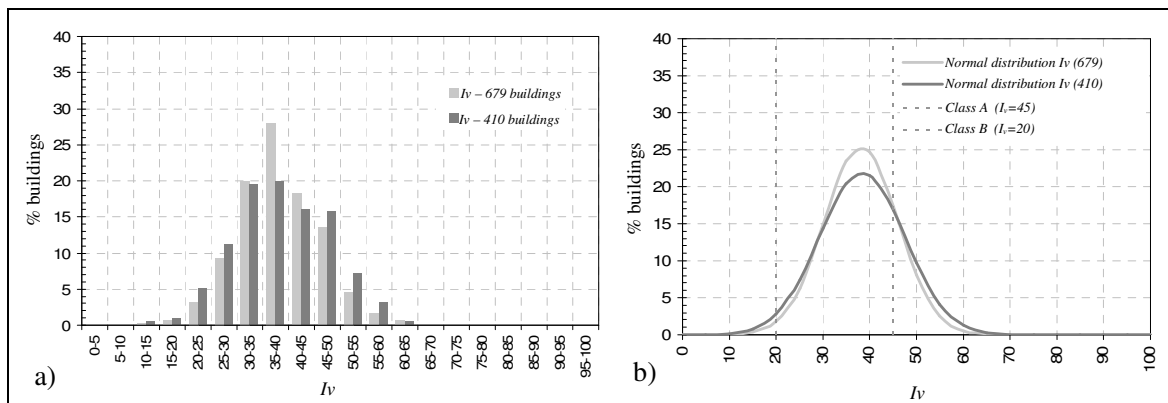 40
35
30
25
20
15
10
5
0
% buildings
Iv – 679 buildings
Iv – 410 buildings
0-5
5-10
10-15
15-20
20-25
25-30
30-35
35-40
40-45
45-50
50-55
55-60
60-65
65-70
70-75
75-80
80-85
85-90
90-95
95-100
Iv
a)
40
35
30
25
20
15
10
5
0
% buildings
Normal distribution Iv (679)
Normal distribution Iv (410)
Class A (Iv=45)
Class B (Iv=20)
0 10 20 30 40 50 60 70 80 90 100
Iv
b)